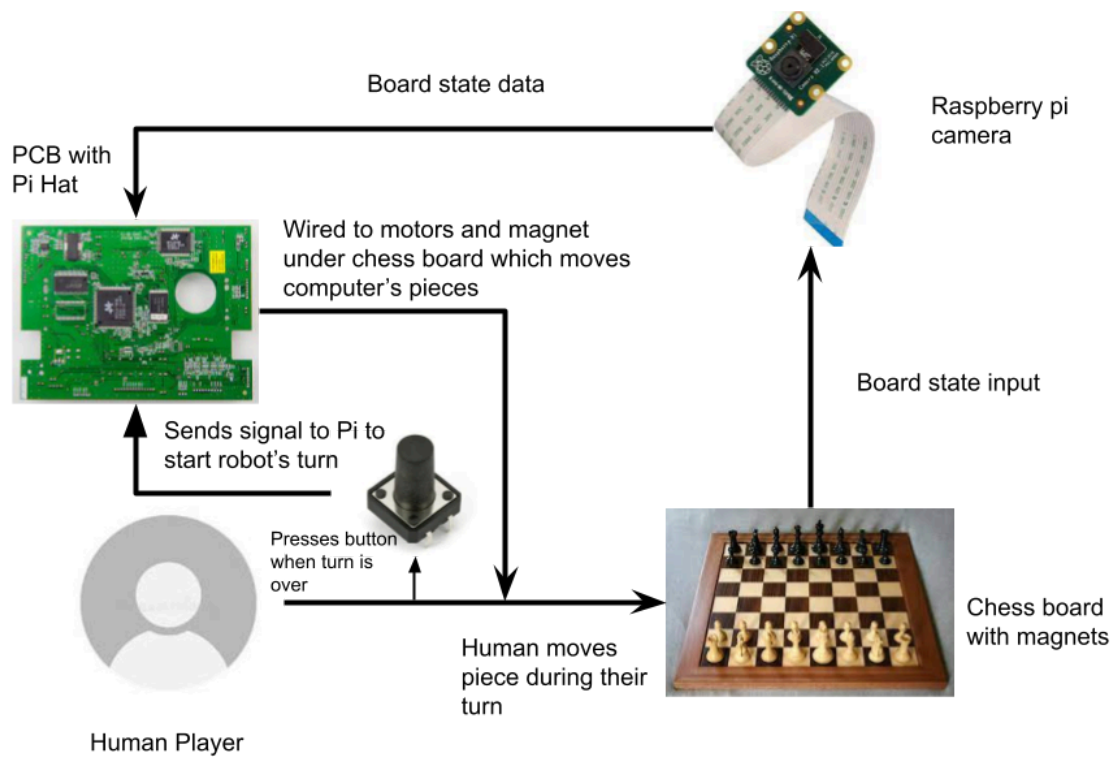 Board state data
Raspberry pi
camera
PCB with
Pi Hat
Wired to motors and magnet
under chess board which moves
computer's pieces
Board state input
Sends signal to Pi to
start robot's turn
Presses button
when turn is
over
Chess board
with magnets
Human moves
piece during their
turn
Human Player